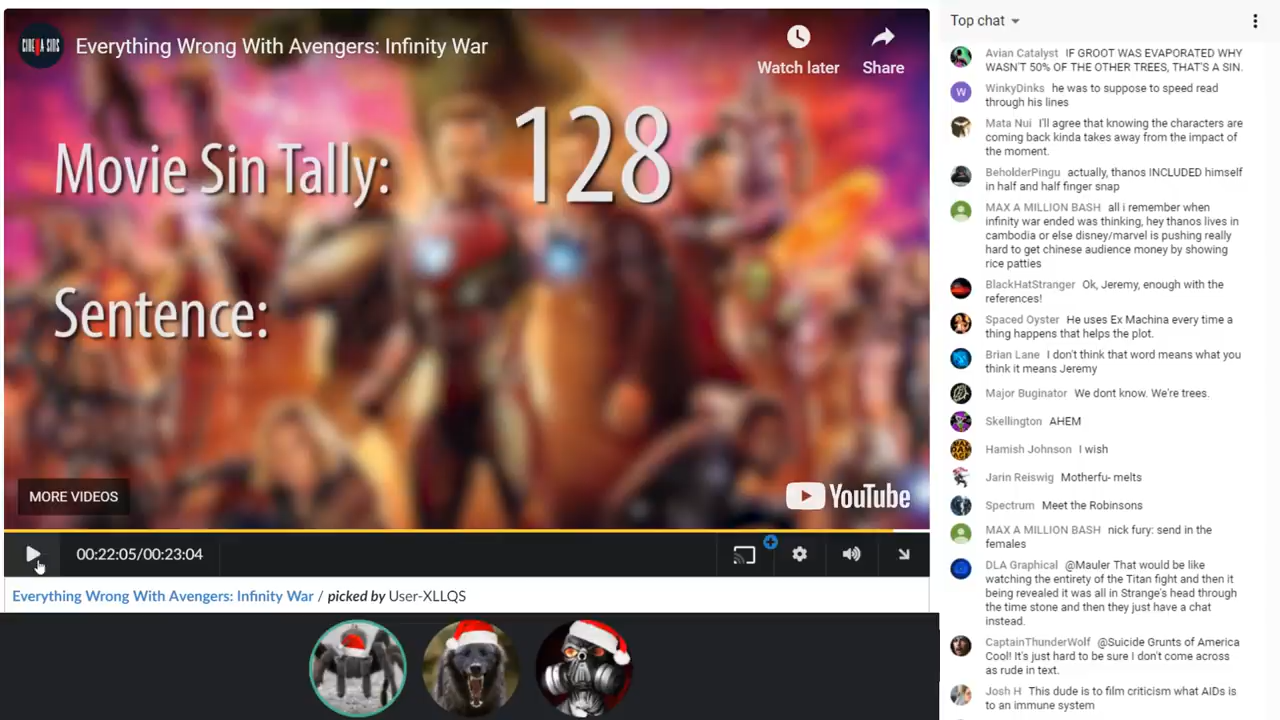 CINEMA SINS
Everything Wrong With Avengers: Infinity War
Watch later
Share
Movie Sin Tally:
128
Sentence:
MORE VIDEOS
YouTube
00:22:05/00:23:04
Everything Wrong With Avengers: Infinity War / picked by User-XLLQS
Top chat
Avian Catalyst IF GROOT WAS EVAPORATED WHY
WASN'T 50% OF THE OTHER TREES, THAT'S A SIN.
W
WinkyDinks he was to suppose to speed read
through his lines
Mata Nui I'll agree that knowing the characters are
coming back kinda takes away from the impact of
the moment.
BeholderPingu actually, thanos INCLUDED himself
in half and half finger snap
MAX A MILLION BASH all i remember when
infinity war ended was thinking, hey thanos lives in
cambodia or else disney/marvel is pushing really
hard to get chinese audience money by showing
rice patties
BlackHatStranger Ok, Jeremy, enough with the
references!
Spaced Oyster He uses Ex Machina every time a
thing happens that helps the plot.
Brian Lane I don't think that word means what you
think it means Jeremy
Major Buginator We dont know. We're trees.
Skellington AHEM
Hamish Johnson I wish
Jarin Reiswig Motherfu- melts
Spectrum Meet the Robinsons
MAX A MILLION BASH nick fury: send in the
females
DLA Graphical @Mauler That would be like
watching the entirety of the Titan fight and then it
being revealed it was all in Strange's head through
the time stone and then they just have a chat
instead.
CaptainThunderWolf @Suicide Grunts of America
Cool! It's just hard to be sure I don't come across
as rude in text.
Josh H This dude is to film criticism what AIDs is
to an immune system